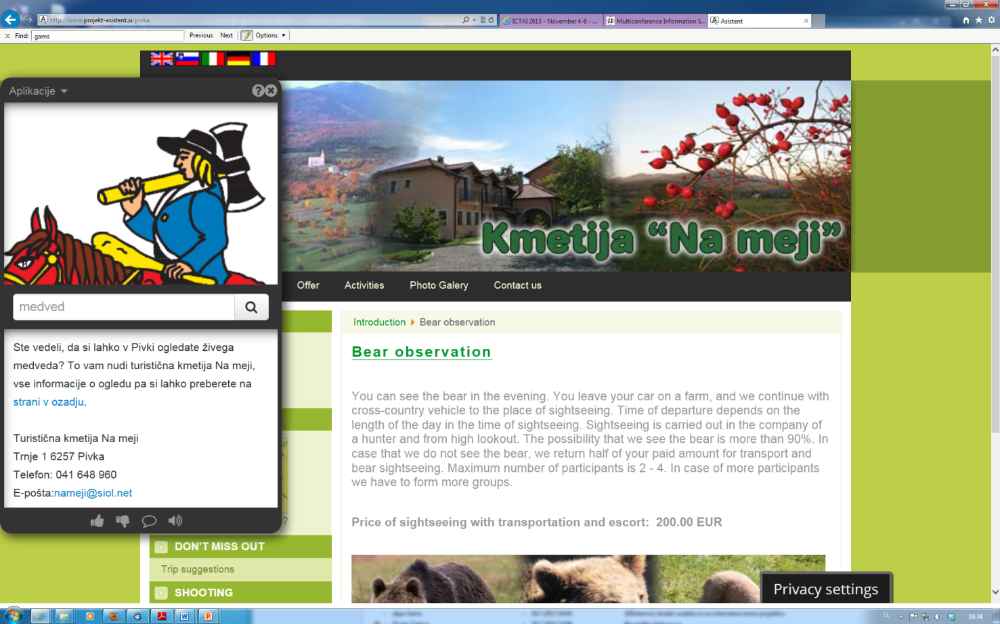 http://www.projekt-asistent.si/pivka
ICTAI 2013 - November 4-6 - ...
Multiconference Information S...
Asistent
Find: gams
Previous Next Options
Aplikacije
medved
Ste vedeli, da si lahko v Pivki ogledate živega
medveda? To vam nudi turistična kmetija Na meji,
vse informacije o ogledu pa si lahko preberete na
strani v ozadju.
Turistična kmetija Na meji
Trnje 1 6257 Pivka
Telefon: 041 648 960
E-pošta:nameji@siol.net
Kmetija “Na meji”
Offer Activities Photo Galery Contact us
Introduction Bear observation
Bear observation
You can see the bear in the evening. You leave your car on a farm, and we continue with
cross-country vehicle to the place of sightseeing. Time of departure depends on the
length of the day in the time of sightseeing. Sightseeing is carried out in the company of
a hunter and from high lookout. The possibility that we see the bear is more than 90%. In
case that we do not see the bear, we return half of your paid amount for transport and
bear sightseeing. Maximum number of participants is 2 - 4. In case of more participants
we have to form more groups.
Price of sightseeing with transportation and escort: 200.00 EUR
?
DON'T MISS OUT
Trip suggestions
SHOOTING
Privacy settings
SL 18:34